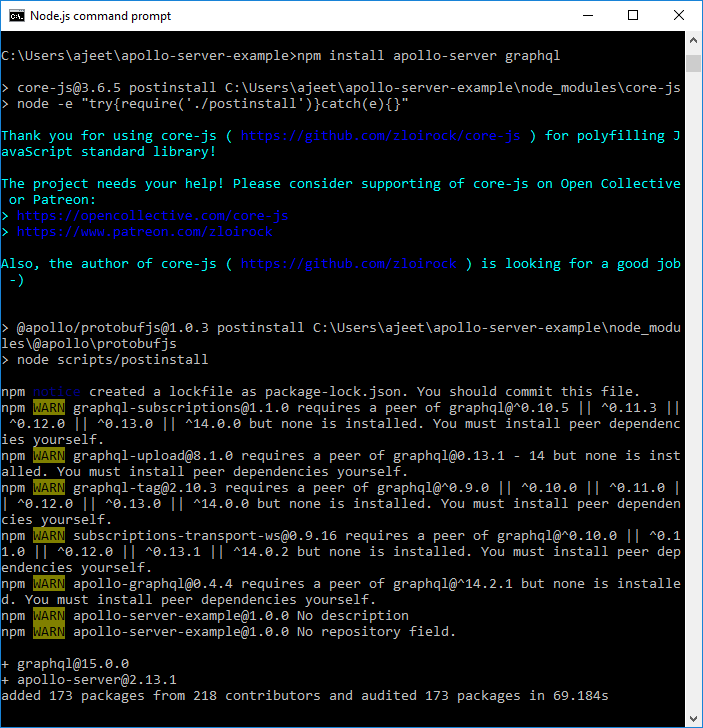 Node.js command prompt
C:\Users\ajeet\apollo-server-example>npm install apollo-server graphql
> core-js@3.6.5 postinstall C:\Users\ajeet\apollo-server-example\node_modules\core-js
> node -e "try{require('./postinstall')}catch(e){}"
Thank you for using core-js ( https://github.com/zloirock/core-js ) for polyfilling J
avaScript standard library!
The project needs your help! Please consider supporting of core-js on Open Collective
 or Patreon:
> https://opencollective.com/core-js
> https://www.patreon.com/zloirock
Also, the author of core-js ( https://github.com/zloirock ) is looking for a good job
 -)
> @apollo/protobufjs@1.0.3 postinstall C:\Users\ajeet\apollo-server-example\node_modu
les\@apollo\protobufjs
> node scripts/postinstall
npm notice created a lockfile as package-lock.json. You should commit this file.
npm WARN graphql-subscriptions@1.1.0 requires a peer of graphql@^0.10.5 || ^0.11.3 ||
 ^0.12.0 || ^0.13.0 || ^14.0.0 but none is installed. You must install peer dependenc
ies yourself.
npm WARN graphql-upload@8.1.0 requires a peer of graphql@0.13.1 - 14 but none is inst
alled. You must install peer dependencies yourself.
npm WARN graphql-tag@2.10.3 requires a peer of graphql@^0.9.0 || ^0.10.0 || ^0.11.0 |
| ^0.12.0 || ^0.13.0 || ^14.0.0 but none is installed. You must install peer dependen
cies yourself.
npm WARN subscriptions-transport-ws@0.9.16 requires a peer of graphql@^0.10.0 || ^0.1
1.0 || ^0.12.0 || ^0.13.1 || ^14.0.2 but none is installed. You must install peer dep
endencies yourself.
npm WARN apollo-graphql@0.4.4 requires a peer of graphql@^14.2.1 but none is installe
d. You must install peer dependencies yourself.
npm WARN apollo-server-example@1.0.0 No description
npm WARN apollo-server-example@1.0.0 No repository field.
+ graphql@15.0.0
+ apollo-server@2.13.1
added 173 packages from 218 contributors and audited 173 packages in 69.184s